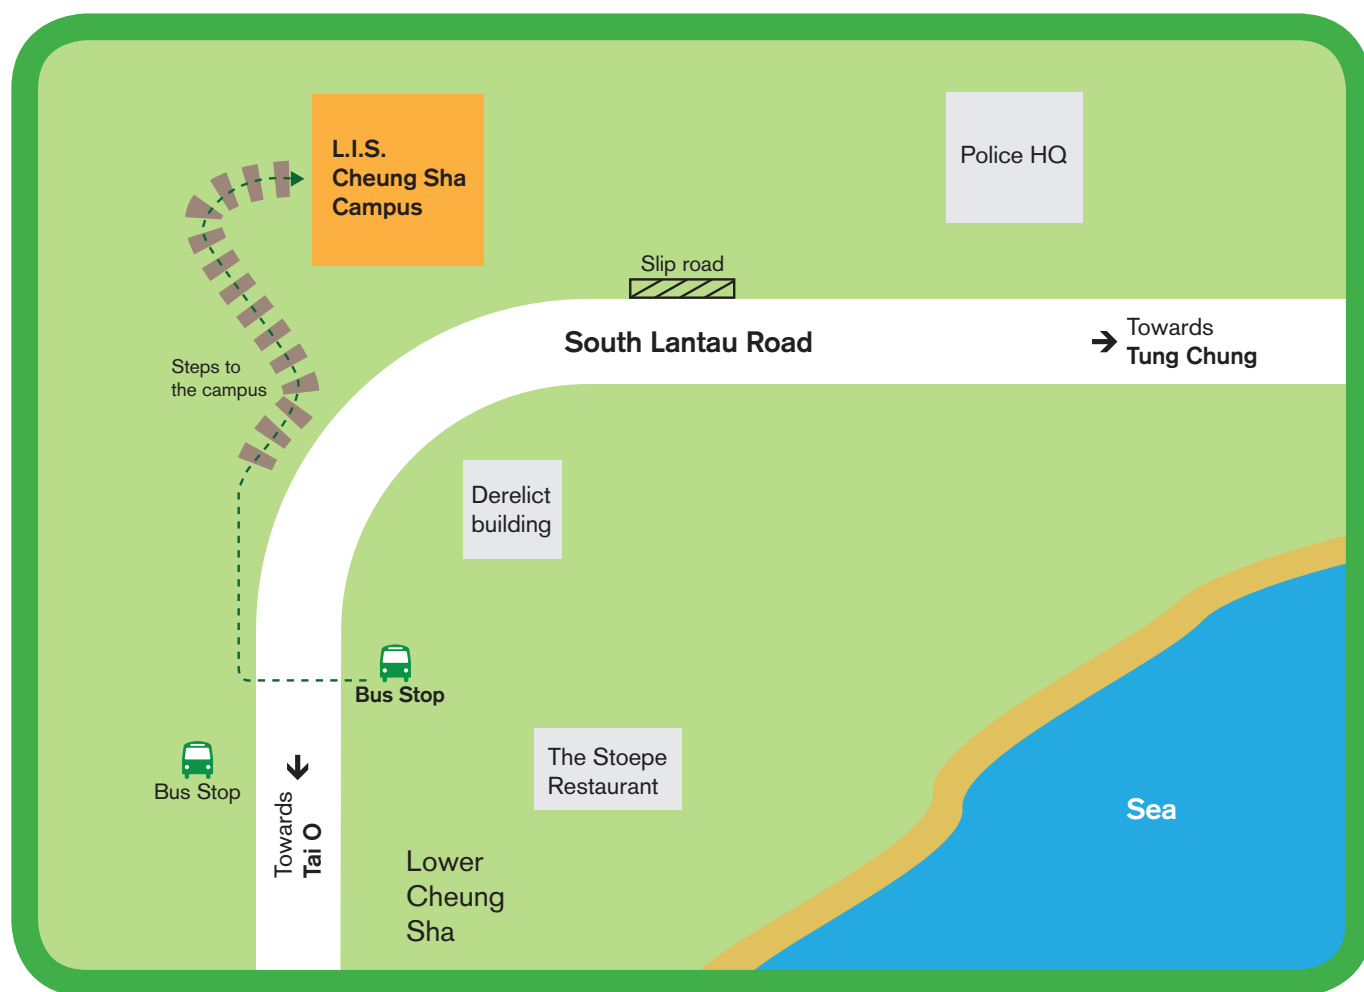 L.I.S.
Cheung Sha
Campus
Police HQ
Slip road
South Lantau Road
Towards
Tung Chung
Steps to
the campus
Derelict
building
Bus Stop
Bus Stop
The Stoepe
Restaurant
Towards
Tai O
Sea
Lower
Cheung
Sha